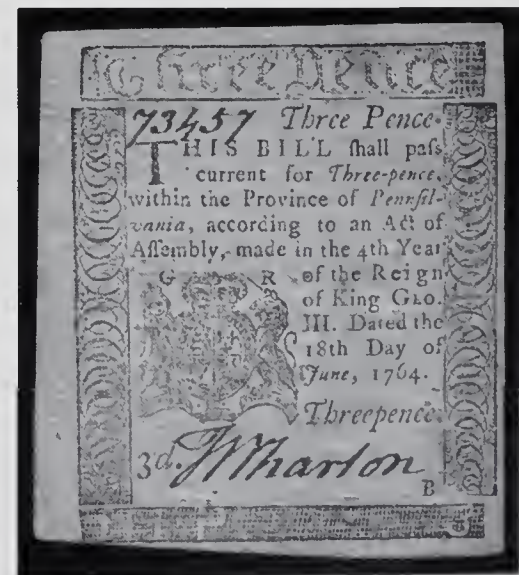 Three Pence
73457 Three Pence.
THIS BILL ſhall paſs
current for Three-pence,
within the Province of Pennſil-
vania, according to an Act of
Aſſembly, made in the 4th Year
G R of the Reign
of King GEO.
III. Dated the
18th Day of
June, 1764.
Threepence.
3d. Wharton
B